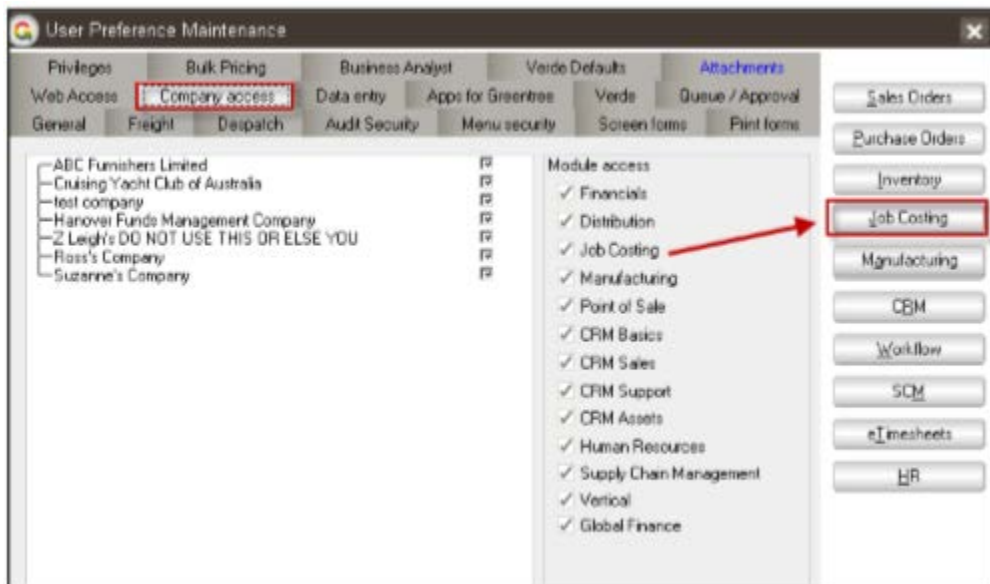 User Preference Maintenance
Privileges Bulk Pricing Business Analyst Verde Defaults Attachments
Web Access Company access Data entry Apps for Greentree Verde Queue / Approval
General Freight Despatch Audit Security Menu security Screen forms Print forms
ABC Furnishers Limited
Cruising Yacht Club of Australia
test company
Hanover Funds Management Company
Z Leigh's DO NOT USE THIS OR ELSE YOU
Ross's Company
Suzanne's Company
Module access
Financials
Distribution
Job Costing
Manufacturing
Point of Sale
CRM Basics
CRM Sales
CRM Support
CRM Assets
Human Resources
Supply Chain Management
Vertical
Global Finance
Sales Orders
Purchase Orders
Inventory
Job Costing
Manufacturing
CRM
Workflow
SCM
eTimesheets
HR